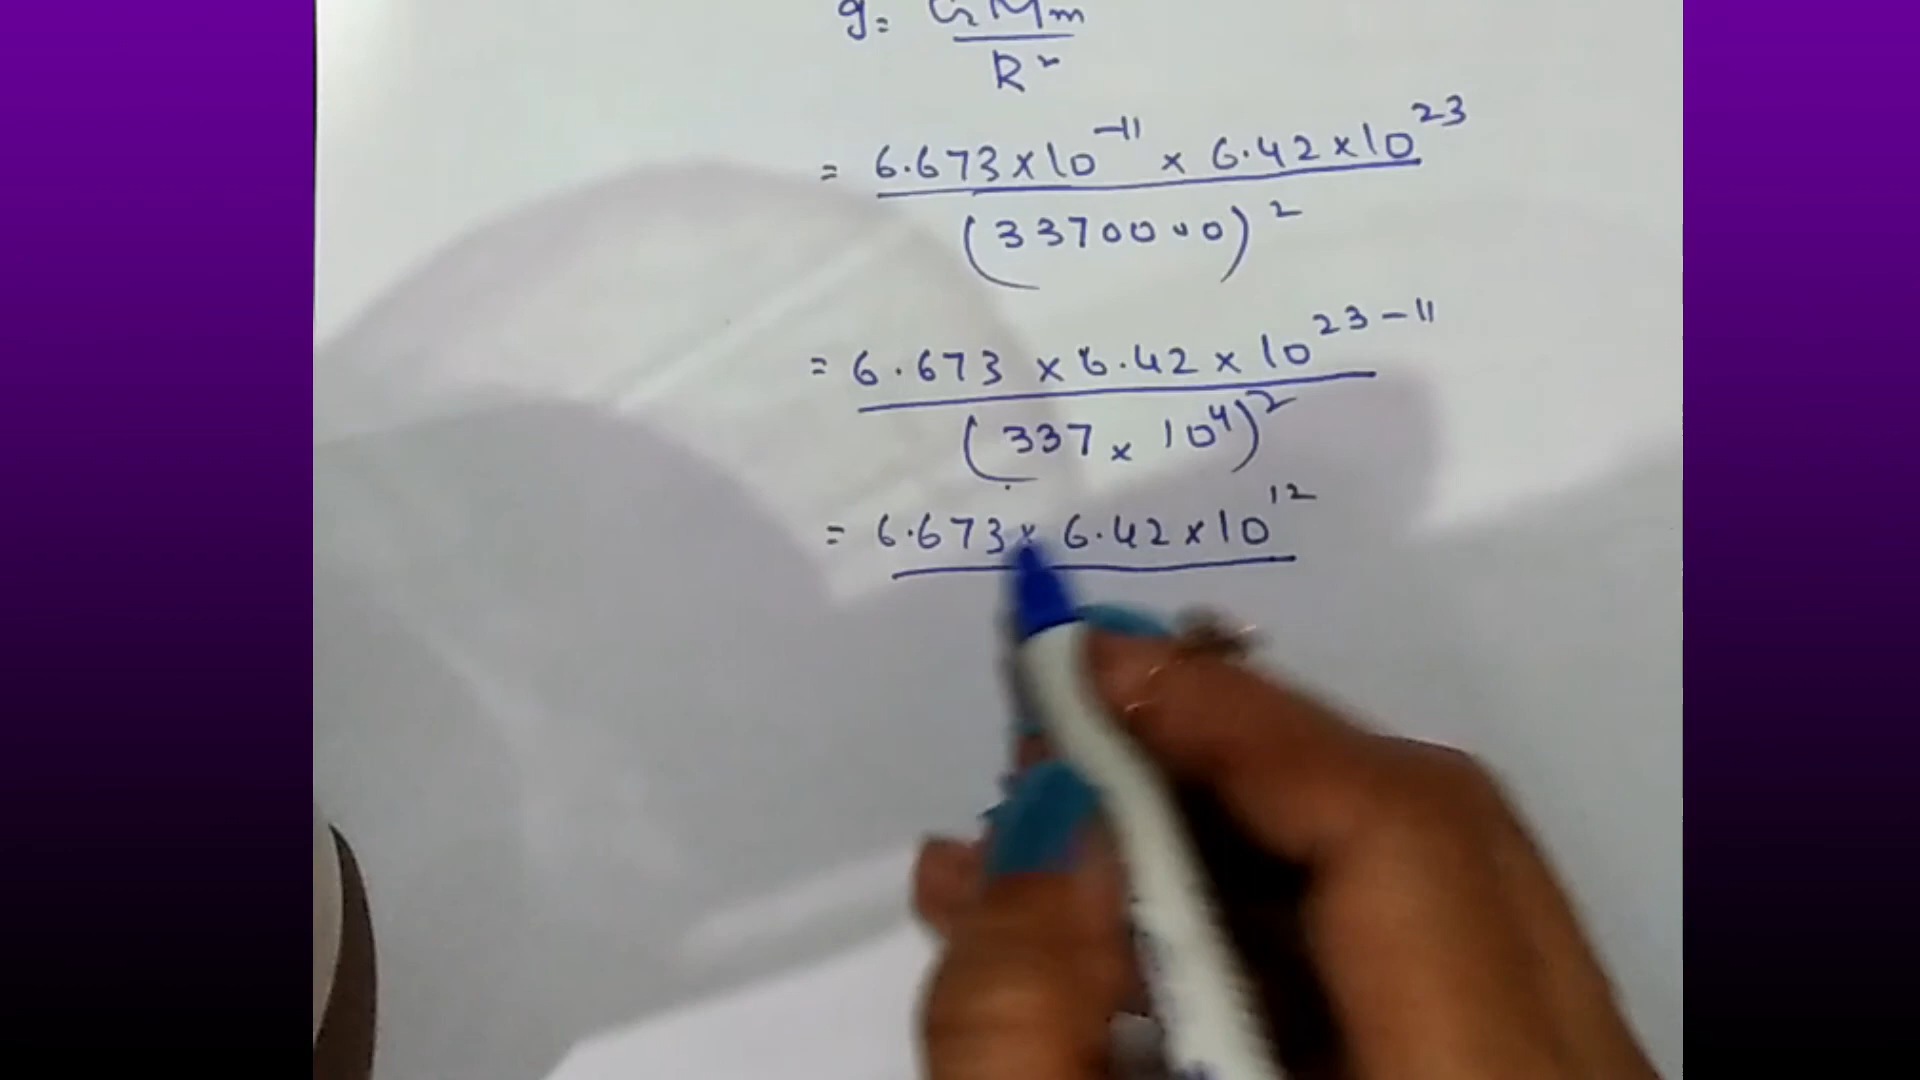 g = GMm
R²
= 6.673 x 10⁻¹¹ x 6.42 x 10²³
(3370000)²
= 6.673 x 6.42 x 10²³⁻¹¹
(337 x 10⁴)²
= 6.673 x 6.42 x 10¹²